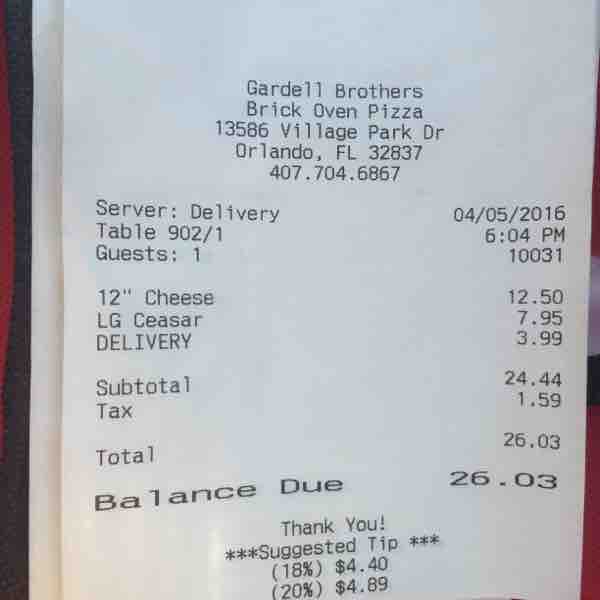 Gardell Brothers
Brick Oven Pizza
13586 Village Park Dr
Orlando, FL 32837
407.704.6867
Server: Delivery 04/05/2016
Table 902/1 6:04 PM
Guests: 1 10031
12" Cheese 12.50
LG Ceasar 7.95
DELIVERY 3.99
Subtotal 24.44
Tax 1.59
Total 26.03
Balance Due 26.03
Thank You!
***Suggested Tip ***
(18%) $4.40
(20%) $4.89